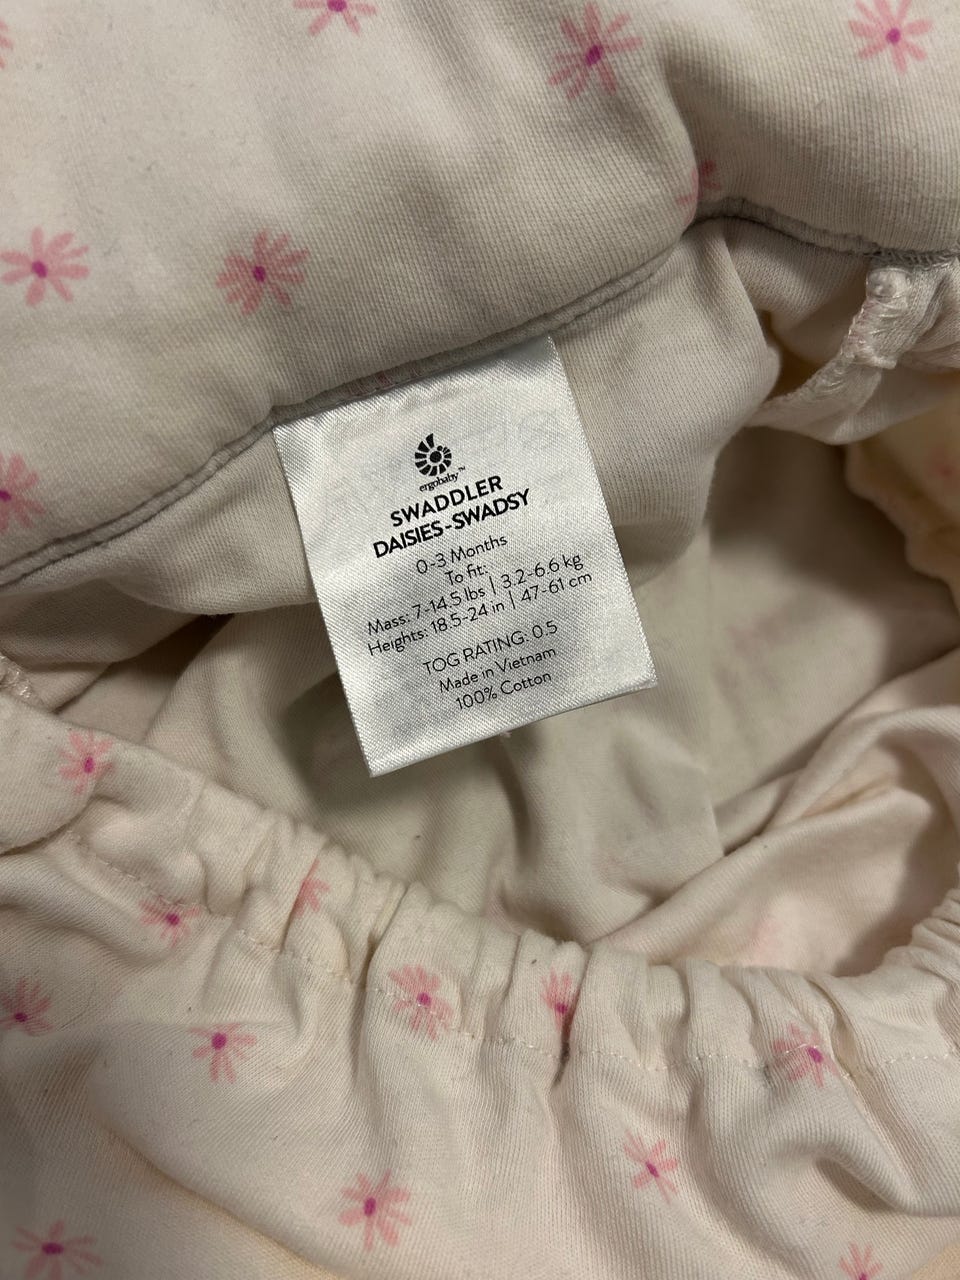 ergobaby™
SWADDLER
DAISIES-SWADSY
0-3 Months
To fit:
Mass: 7-14.5 lbs | 3.2-6.6 kg
Heights: 18.5-24 in | 47-61 cm
TOG RATING: 0.5
Made in Vietnam
100% Cotton